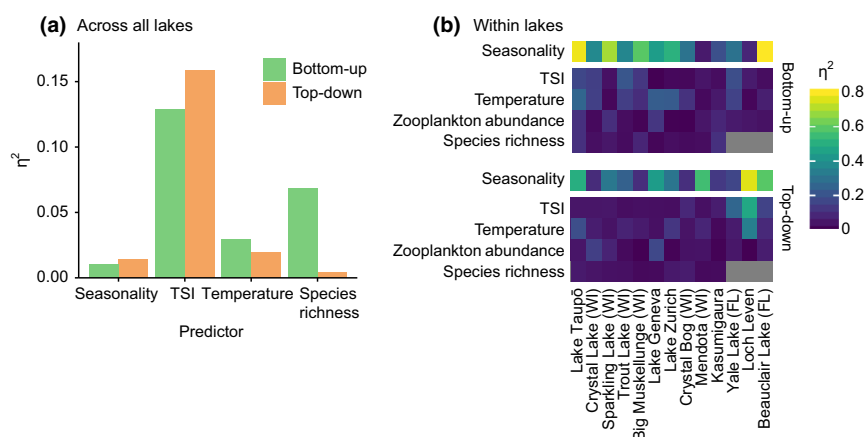 (a) Across all lakes
0.15
0.10
0.05
0.00
η²
Bottom-up
Top-down
Seasonality
TSI
Temperature
Species
richness
Predictor
(b) Within lakes
Seasonality
TSI
Temperature
Zooplankton abundance
Species richness
Bottom-up
Seasonality
TSI
Temperature
Zooplankton abundance
Species richness
Top-down
Lake Taupō
Crystal Lake (WI)
Sparkling Lake (WI)
Trout Lake (WI)
Big Muskellunge (WI)
Lake Geneva
Lake Zurich
Crystal Bog (WI)
Mendota (WI)
Kasumigaura
Yale Lake (FL)
Loch Leven
Beauclair Lake (FL)
η²
0.8
0.6
0.4
0.2
0